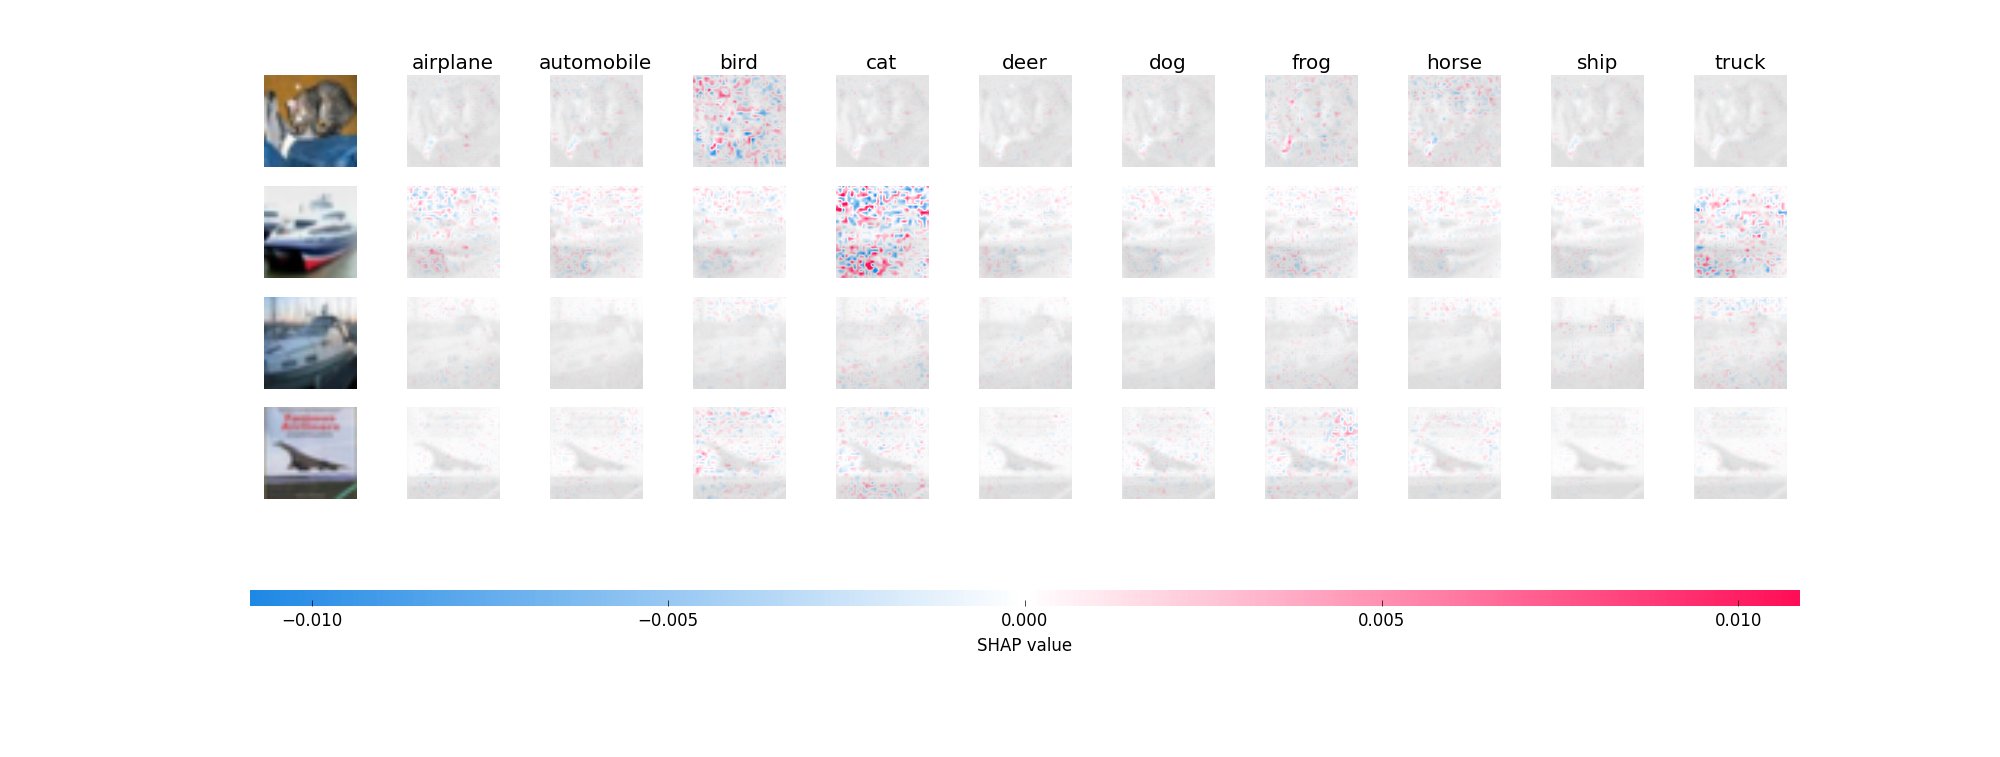 airplane automobile bird cat deer dog frog horse ship truck
−0.010 −0.005 0.000 0.005 0.010
SHAP value